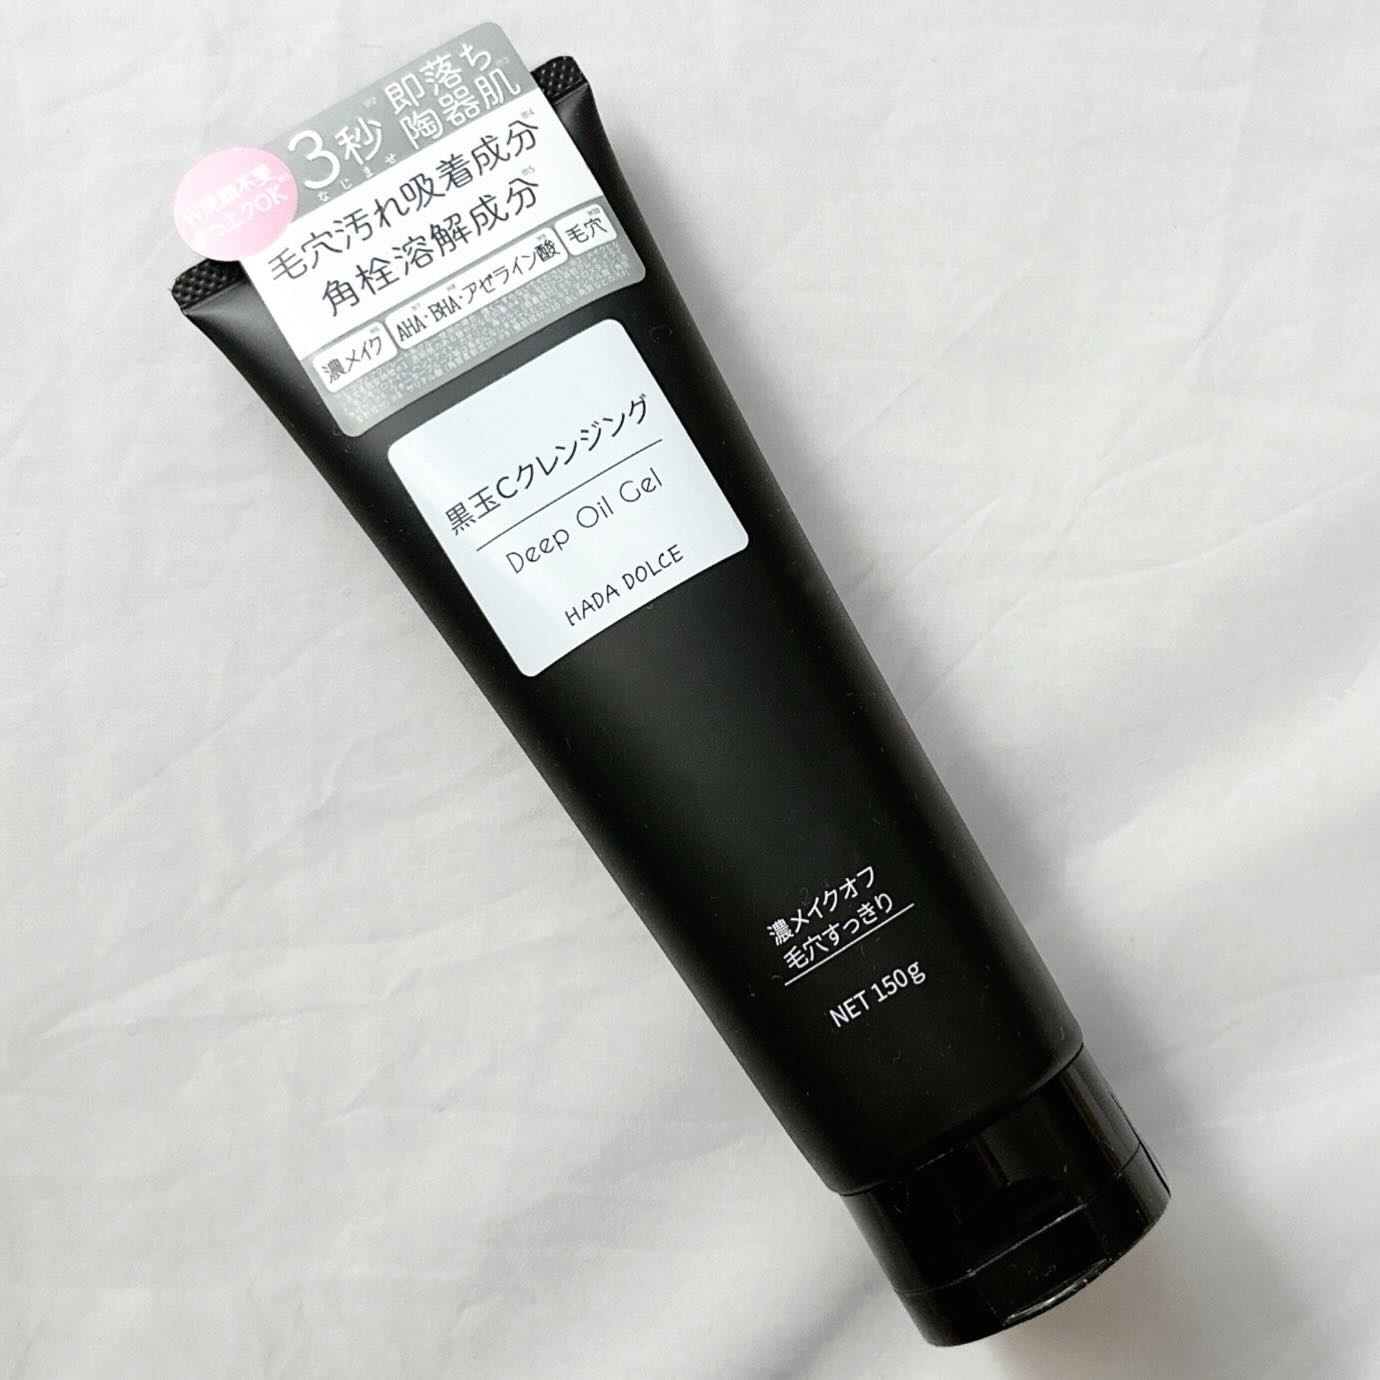 3秒
なじませ
即落ち
陶器肌
W洗顔不要
まつエクOK
毛穴汚れ吸着成分
角栓溶解成分
濃メイク
AHA・BHA・アゼライン酸
毛穴
黒玉Cクレンジング
Deep Oil Gel
HADA DOLCE
濃メイクオフ
毛穴すっきり
NET 150g